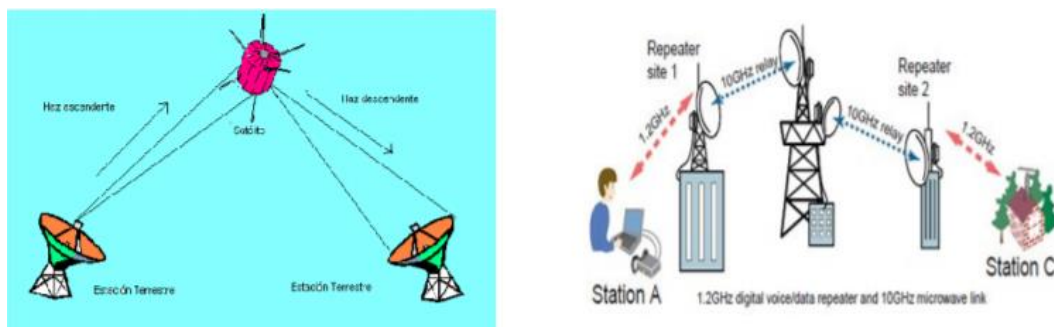 Haz ascendente
Haz descendente
Satélite
Estación Terrestre
Estación Terrestre
Repeater
site 1
10GHz relay
1.2GHz
10GHz relay
Repeater
site 2
1.2GHz
Station A
Station C
1.2GHz digital voice/data repeater and 10GHz microwave link